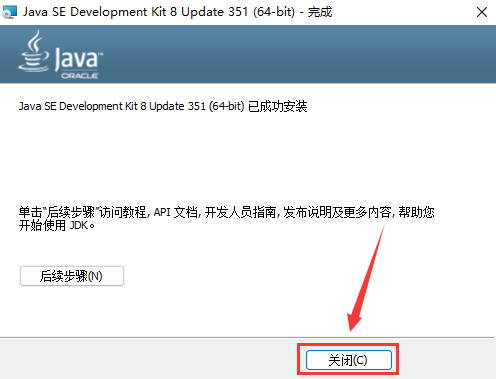 Java SE Development Kit 8 Update 351 (64-bit) - 完成
Java™
ORACLE
Java SE Development Kit 8 Update 351 (64-bit) 已成功安装
单击“后续步骤”访问教程, API 文档, 开发人员指南, 发布说明及更多内容, 帮助您
开始使用 JDK。
后续步骤(N)
关闭(C)